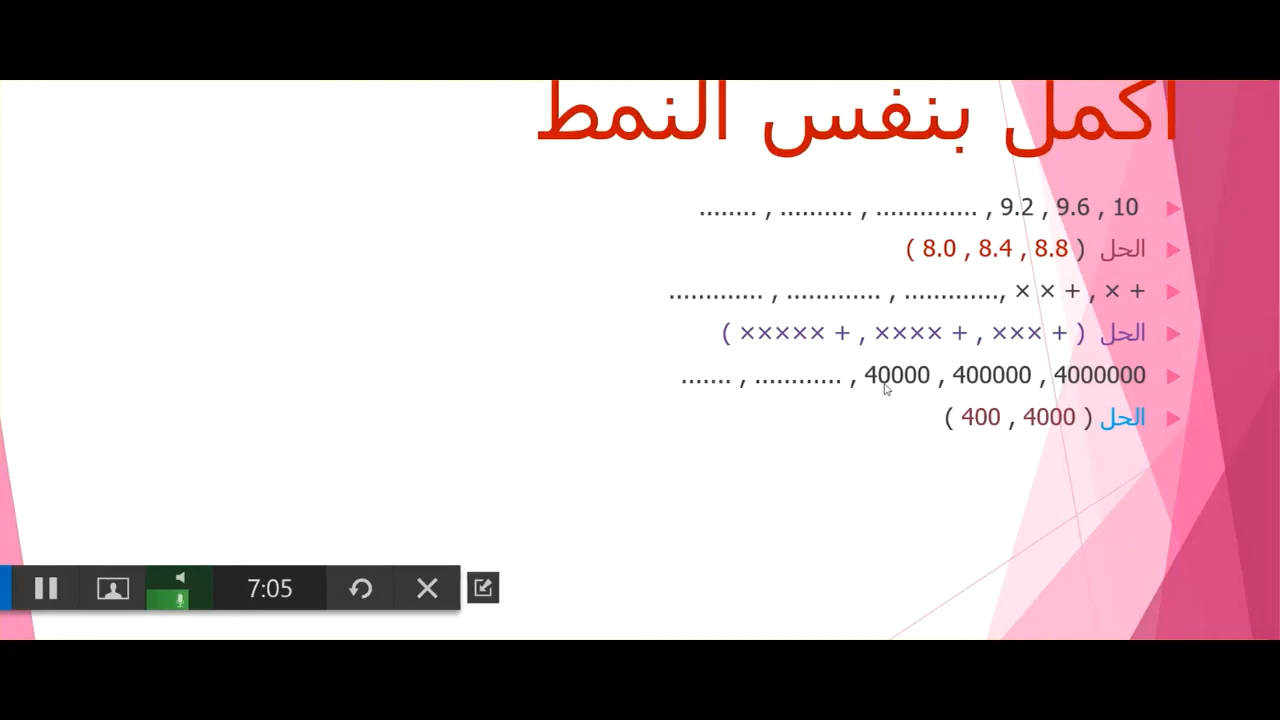 أكمل بنفس النمط
10 , 9.6 , 9.2 , .............. , .......... , ........
الحل ( 8.8 , 8.4 , 8.0 )
+ × , + × × ,............. , ............. , .............
الحل ( + ××× , + ×××× , + ××××× )
4000000 , 400000 , 40000 , ............ , .......
الحل ( 4000 , 400 )
7:05